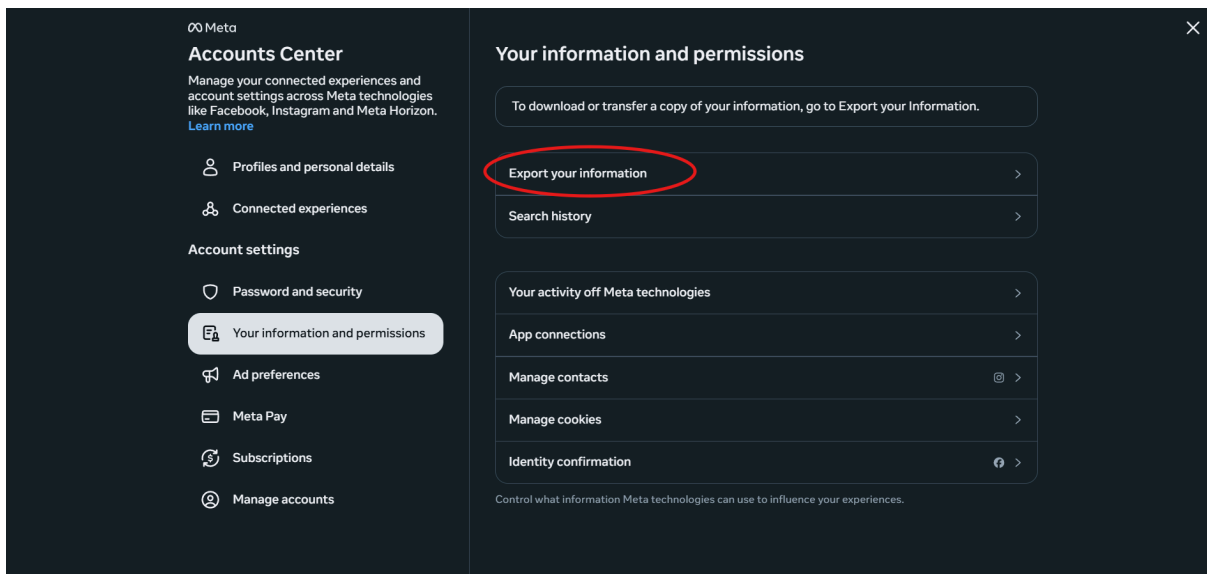 Meta
Accounts Center
Manage your connected experiences and
account settings across Meta technologies
like Facebook, Instagram and Meta Horizon.
Learn more
Profiles and personal details
Connected experiences
Account settings
Password and security
Your information and permissions
Ad preferences
Meta Pay
Subscriptions
Manage accounts
Your information and permissions
To download or transfer a copy of your information, go to Export your Information.
Export your information
Search history
Your activity off Meta technologies
App connections
Manage contacts
Manage cookies
Identity confirmation
Control what information Meta technologies can use to influence your experiences.